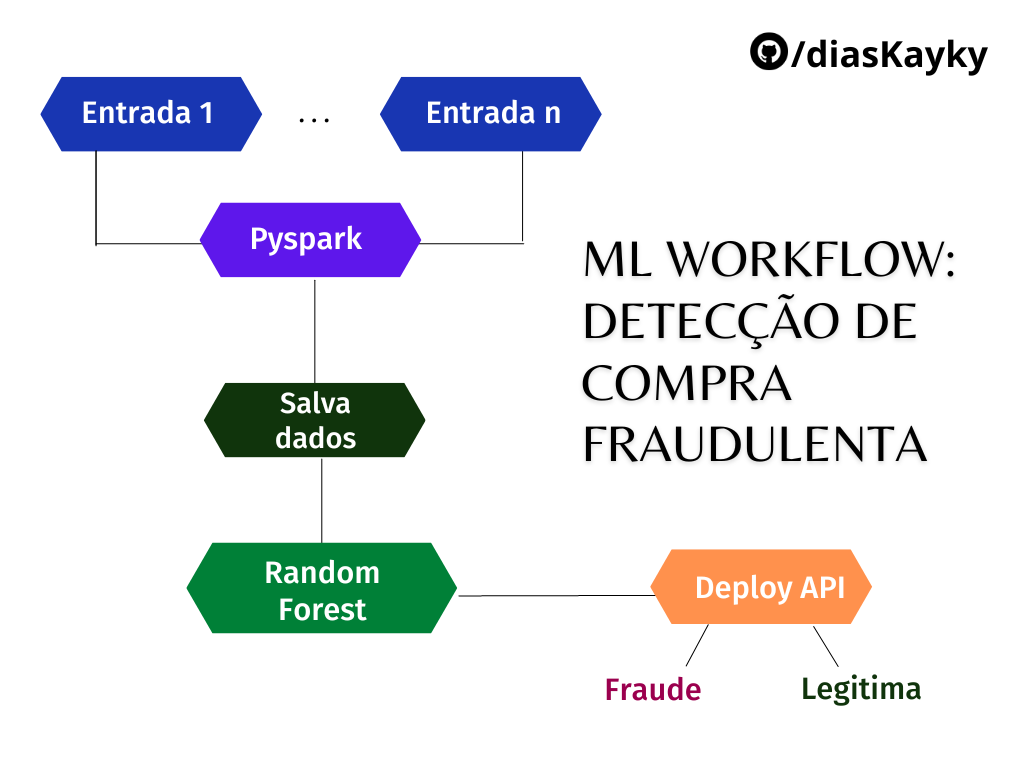 /diasKayky
Entrada 1
...
Entrada n
Pyspark
ML WORKFLOW:
DETECÇÃO DE
COMPRA
FRAUDULENTA
Salva
dados
Random
Forest
Deploy API
Fraude
Legitima